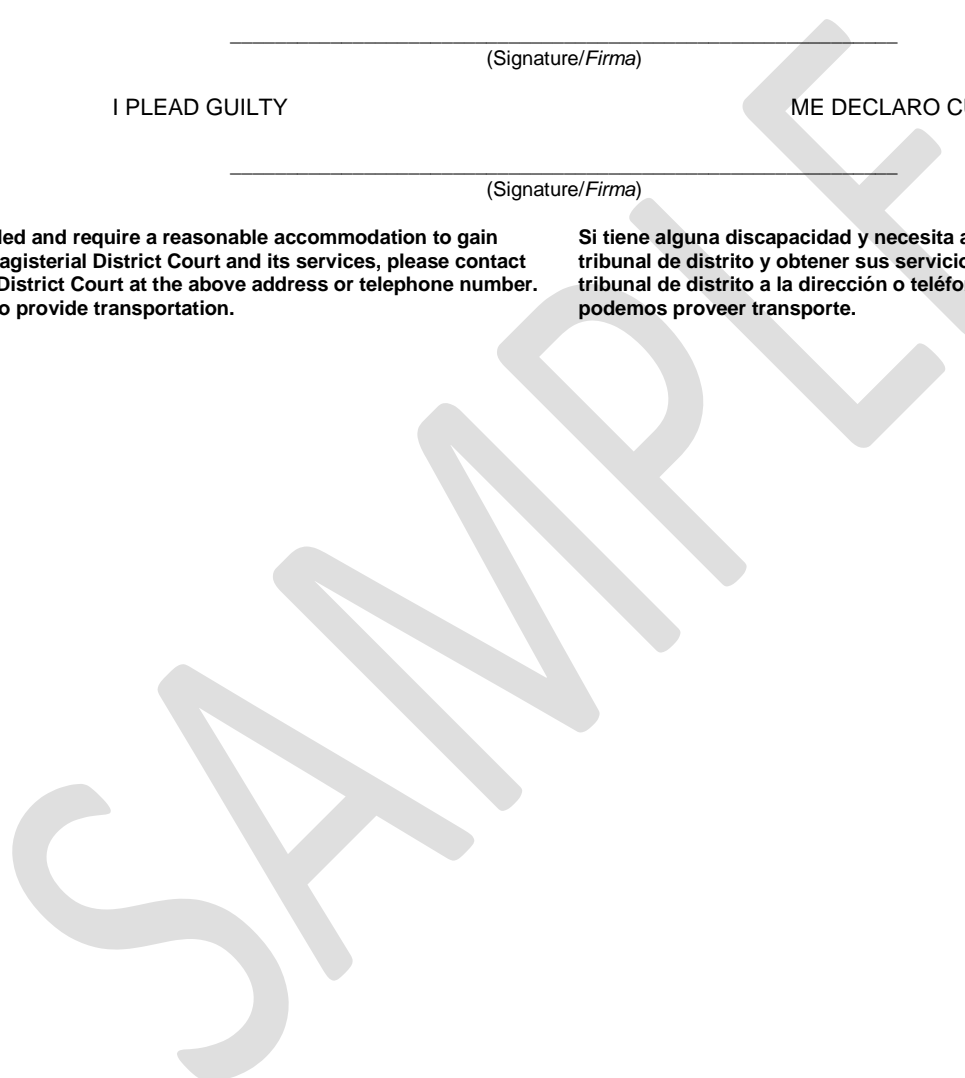 (Signature/Firma)
I PLEAD GUILTY
ME DECLARO C
(Signature/Firma)
led and require a reasonable accommodation to gain
agisterial District Court and its services, please contact
District Court at the above address or telephone number.
o provide transportation.
Si tiene alguna discapacidad y necesita a
tribunal de distrito y obtener sus servicio
tribunal de distrito a la dirección o teléfo
podemos proveer transporte.
SAMPLE